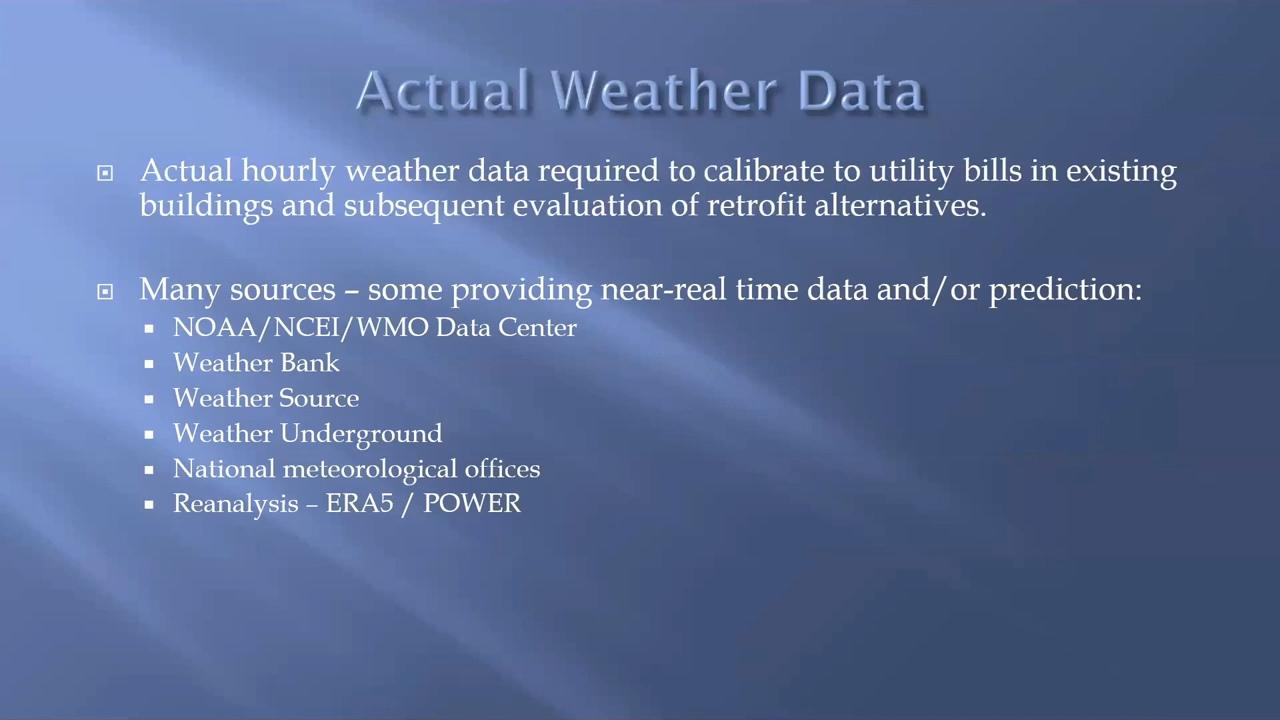 Actual Weather Data
Actual hourly weather data required to calibrate to utility bills in existing
buildings and subsequent evaluation of retrofit alternatives.
Many sources – some providing near-real time data and/or prediction:
NOAA/NCEI/WMO Data Center
Weather Bank
Weather Source
Weather Underground
National meteorological offices
Reanalysis – ERA5 / POWER